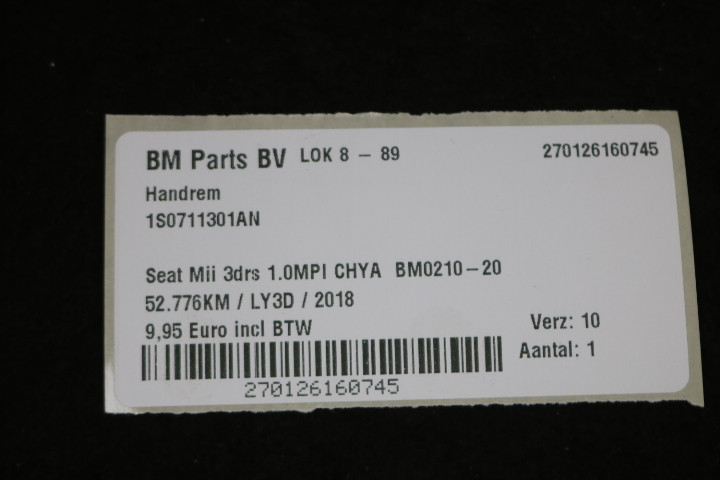 BM Parts BV LOK 8 - 89 270126160745
Handrem
1S0711301AN
Seat Mii 3drs 1.0MPI CHYA BM0210-20
52.776KM / LY3D / 2018
9,95 Euro incl BTW Verz: 10
Aantal: 1
270126160745